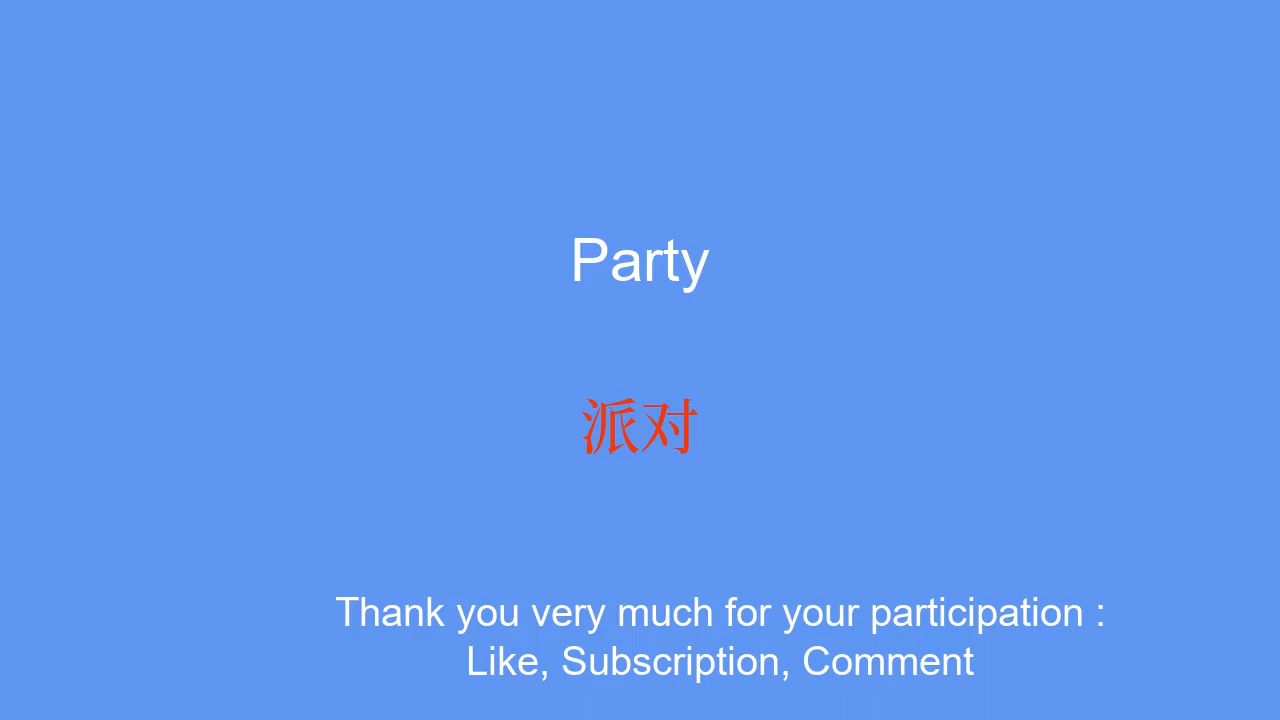 Party
派对
Thank you very much for your participation :
Like, Subscription, Comment